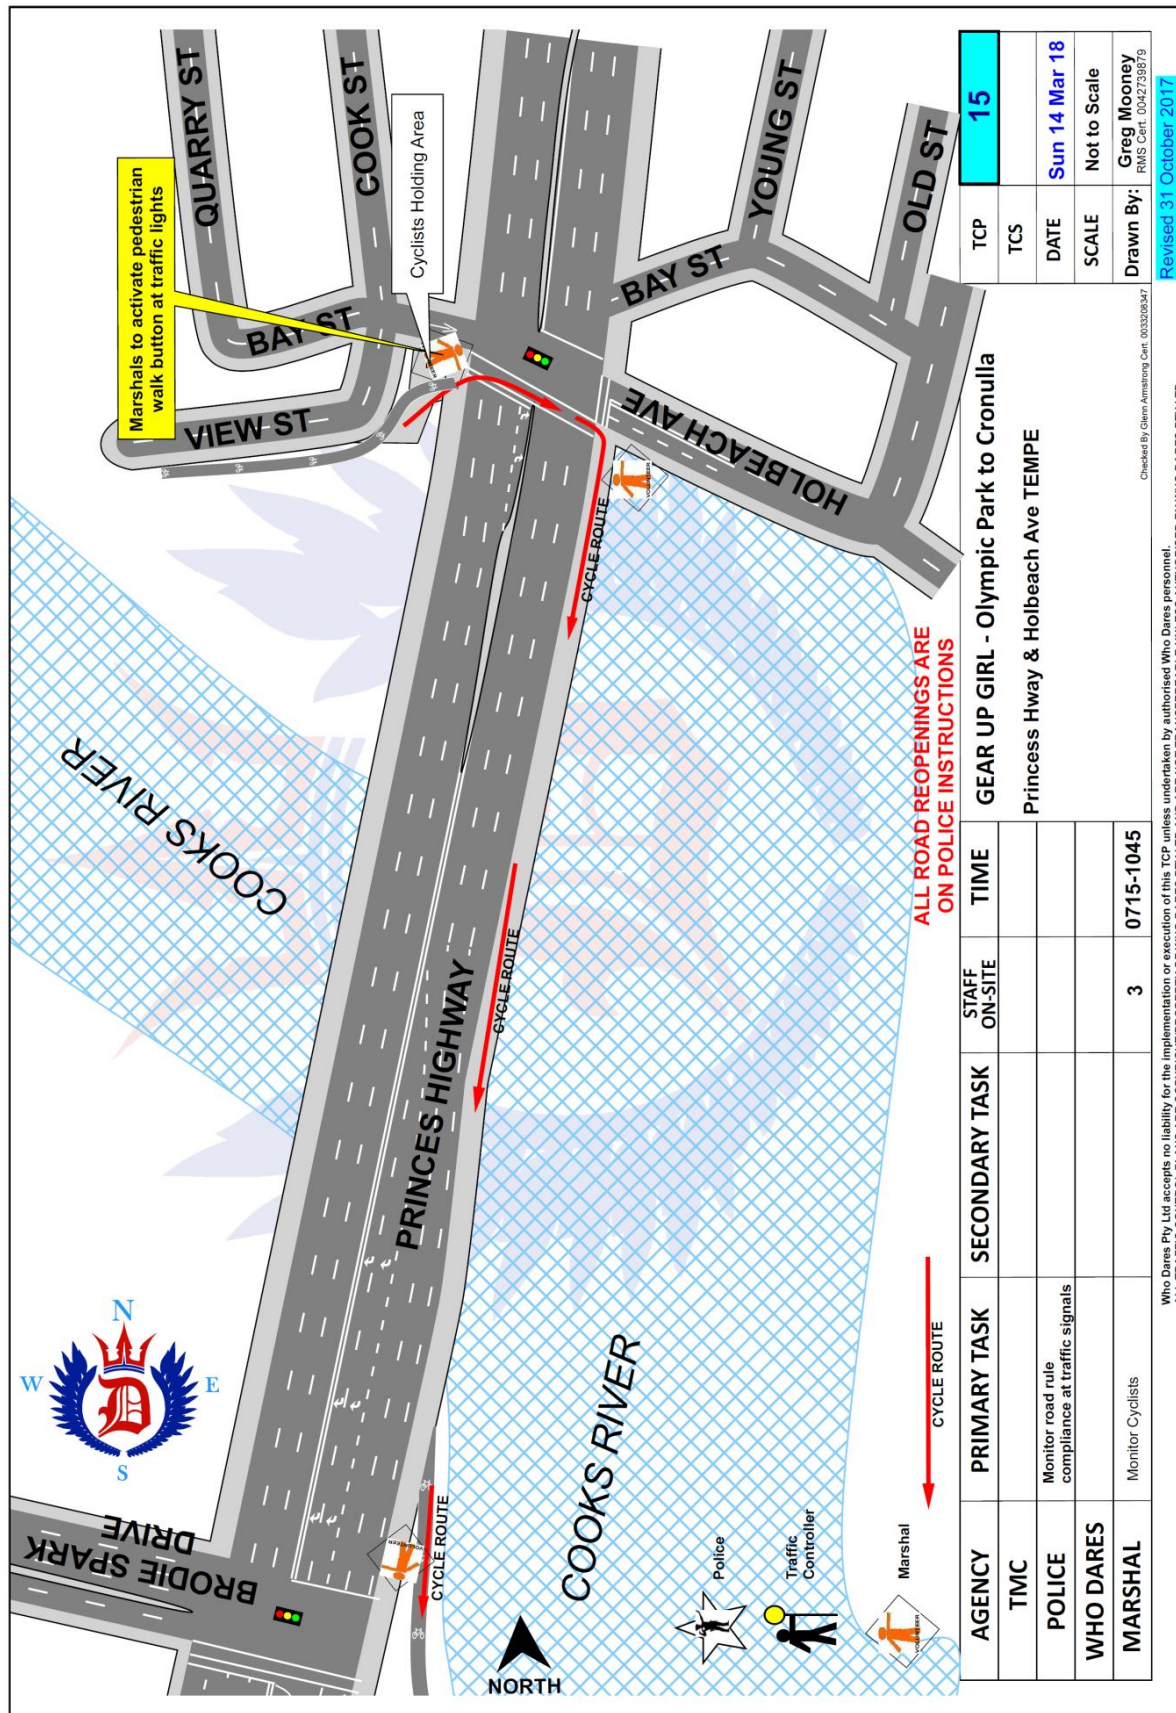 QUARRY ST
COOK ST
Marshals to activate pedestrian
walk button at traffic lights
Cyclists Holding Area
BAY ST
VIEW ST
YOUNG ST
OLD ST
BAY ST
HOLBEACH AVE
CYCLE ROUTE
VOLUNTEER
COOKS RIVER
PRINCES HIGHWAY
CYCLE ROUTE
ALL ROAD REOPENINGS ARE
ON POLICE INSTRUCTIONS
N
W
E
S
D
BRODIE SPARK
DRIVE
VOLUNTEER
CYCLE ROUTE
COOKS RIVER
NORTH
Police
Traffic
Controller
Marshal
VOLUNTEER
CYCLE ROUTE
AGENCY PRIMARY TASK SECONDARY TASK STAFF ON-SITE TIME
TMC
POLICE Monitor road rule
compliance at traffic signals
WHO DARES
MARSHAL Monitor Cyclists 3 0715-1045
GEAR UP GIRL - Olympic Park to Cronulla
Princess Hway & Holbeach Ave TEMPE
Checked By Glenn Armstrong Cert. 0033208347
TCP 15
TCS
DATE Sun 14 Mar 18
SCALE Not to Scale
Drawn By: Greg Mooney
RMS Cert. 0042739879
Revised 31 October 2017
Who Dares Pty Ltd accepts no liability for the implementation or execution of this TCP unless undertaken by authorised Who Dares personnel.